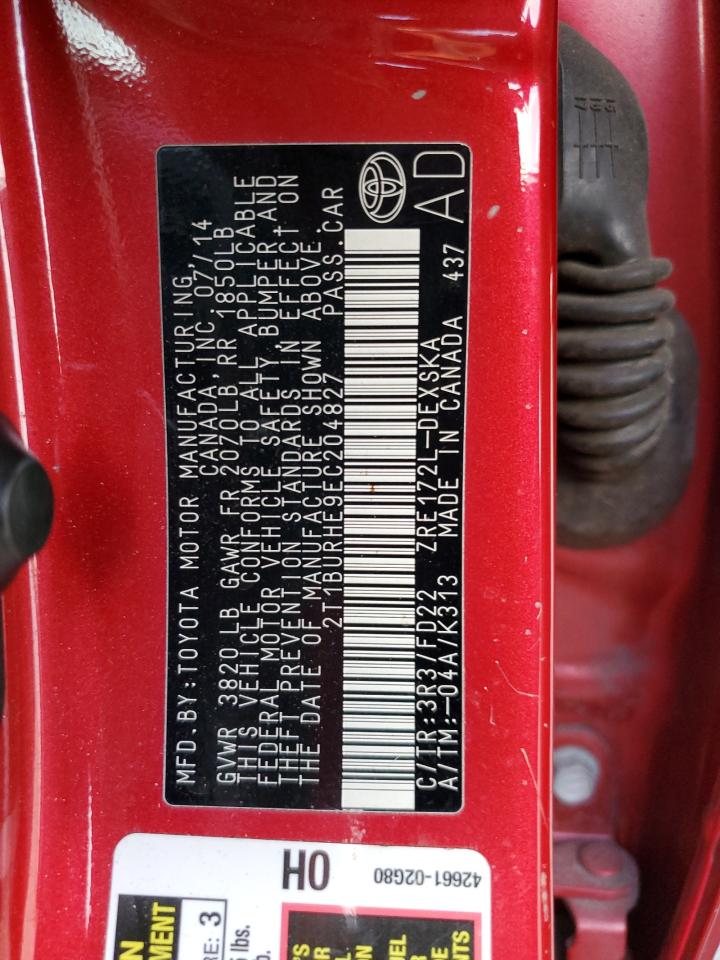 MFD.BY:TOYOTA MOTOR MANUFACTURING
CANADA, INC. 07/14
GVWR 3820 LB GAWR FR 2070LB, RR 1850LB
THIS VEHICLE CONFORMS TO ALL APPLICABLE
FEDERAL MOTOR VEHICLE SAFETY, BUMPER, AND
THEFT PREVENTION STANDARDS IN EFFECT ON
THE DATE OF MANUFACTURE SHOWN ABOVE.
2T1BURHE9EC204827 PASS.CAR
C/TR:3R3/FD22 ZRE172L-DEXSKA
A/TM:-04A/K313 MADE IN CANADA 437
AD
0H
42661-02G80
3
lbs.